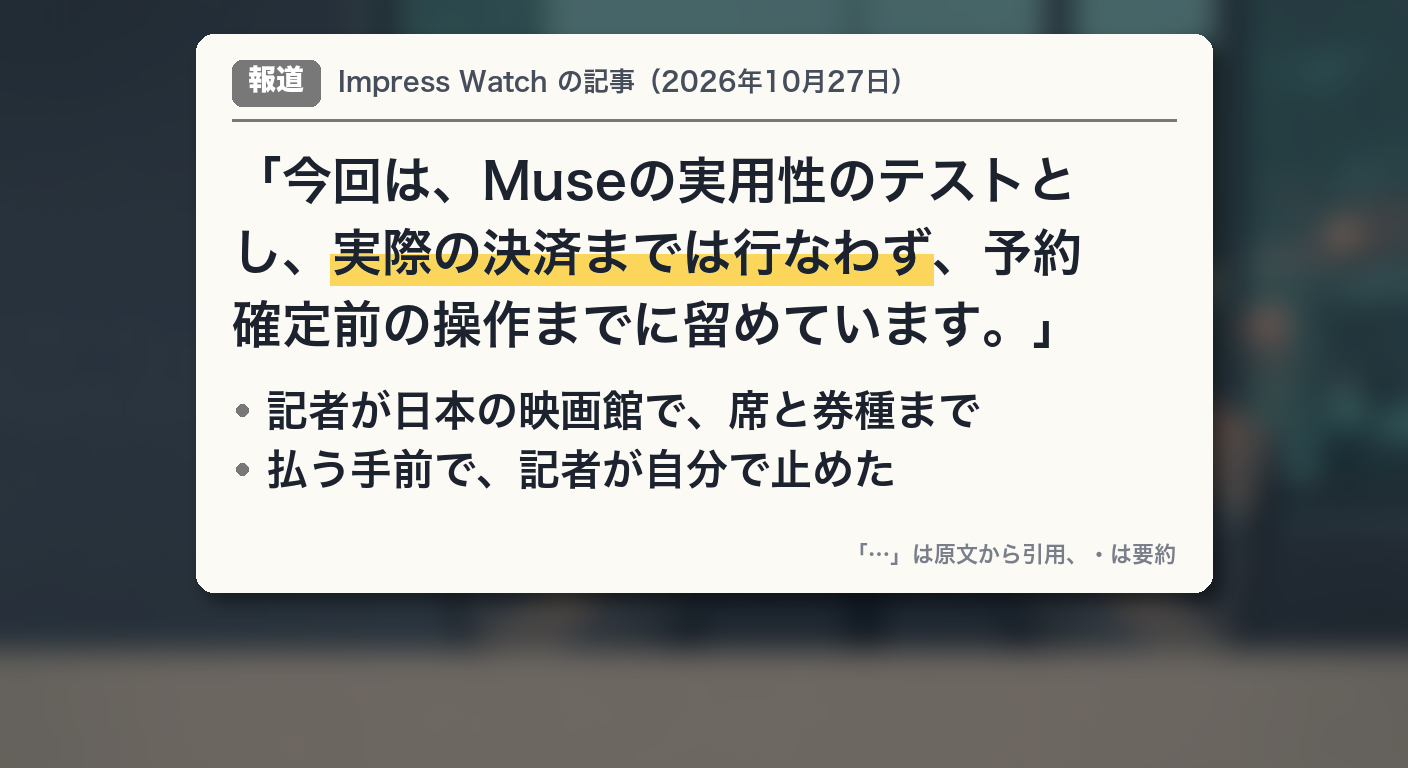 報道 Impress Watch の記事（2026年10月27日）
「今回は、Museの実用性のテストと
し、実際の決済までは行なわず、予約
確定前の操作までに留めています。」
• 記者が日本の映画館で、席と券種まで
• 払う手前で、記者が自分で止めた
「…」は原文から引用、・は要約